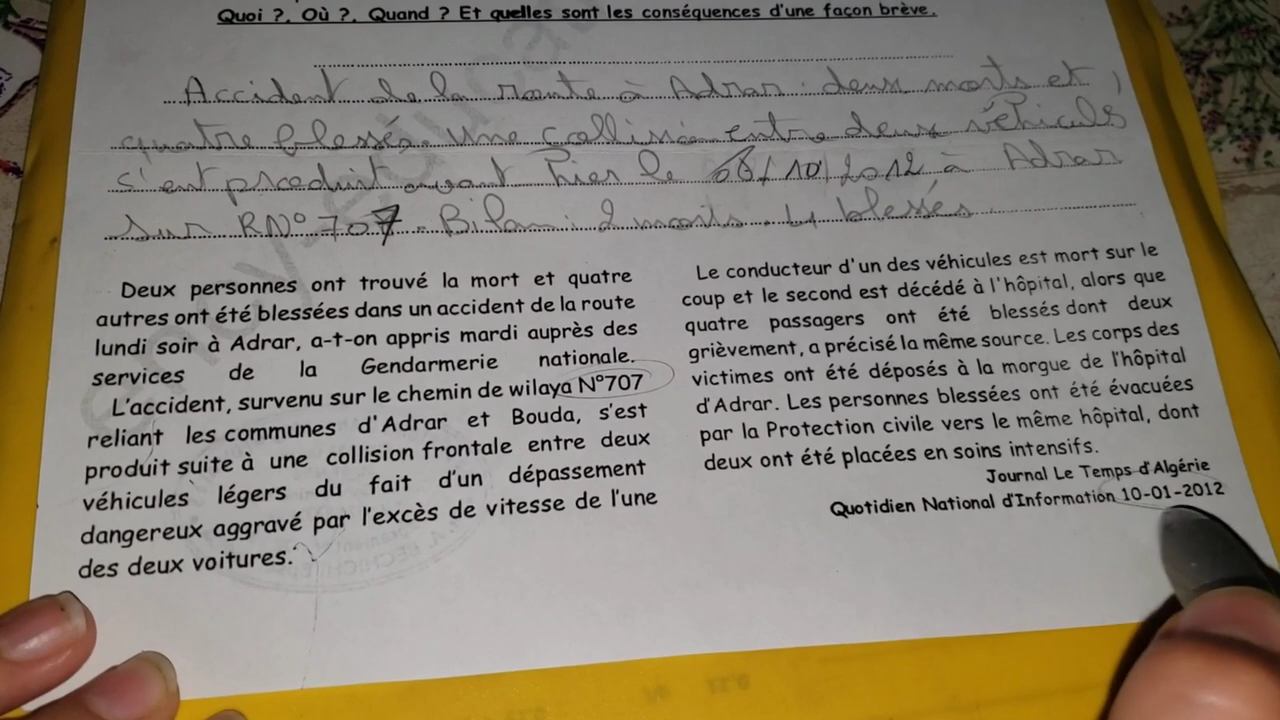 Quoi ?, Où ?, Quand ? Et quelles sont les conséquences d'une façon brève.
Accident de la route à Adrar : deux morts et
quatre blessés. Une collision entre deux véhiculs
s'est produit avant hier le 08/10/2012 à Adrar
sur RN° 707. Bilan : 2 morts. 4 blessés
Deux personnes ont trouvé la mort et quatre
autres ont été blessées dans un accident de la route
lundi soir à Adrar, a-t-on appris mardi auprès des
services de la Gendarmerie nationale.
L'accident, survenu sur le chemin de wilaya N°707
reliant les communes d'Adrar et Bouda, s'est
produit suite à une collision frontale entre deux
véhicules légers du fait d'un dépassement
dangereux aggravé par l'excès de vitesse de l'une
des deux voitures.
Le conducteur d'un des véhicules est mort sur le
coup et le second est décédé à l'hôpital, alors que
quatre passagers ont été blessés dont deux
grièvement, a précisé la même source. Les corps des
victimes ont été déposés à la morgue de l'hôpital
d'Adrar. Les personnes blessées ont été évacuées
par la Protection civile vers le même hôpital, dont
deux ont été placées en soins intensifs.
Journal Le Temps d'Algérie
Quotidien National d'Information 10-01-2012